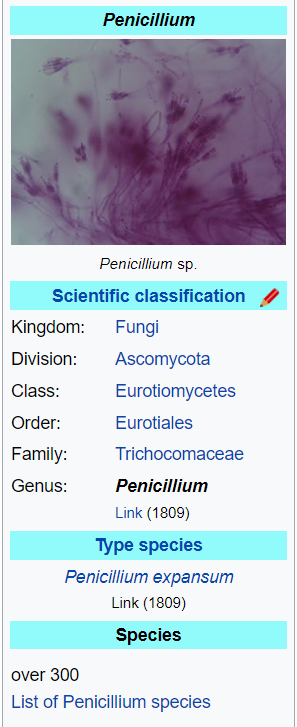 Penicillium
Penicillium sp.
Scientific classification
Kingdom: Fungi
Division: Ascomycota
Class: Eurotiomycetes
Order: Eurotiales
Family: Trichocomaceae
Genus: Penicillium
Link (1809)
Type species
Penicillium expansum
Link (1809)
Species
over 300
List of Penicillium species